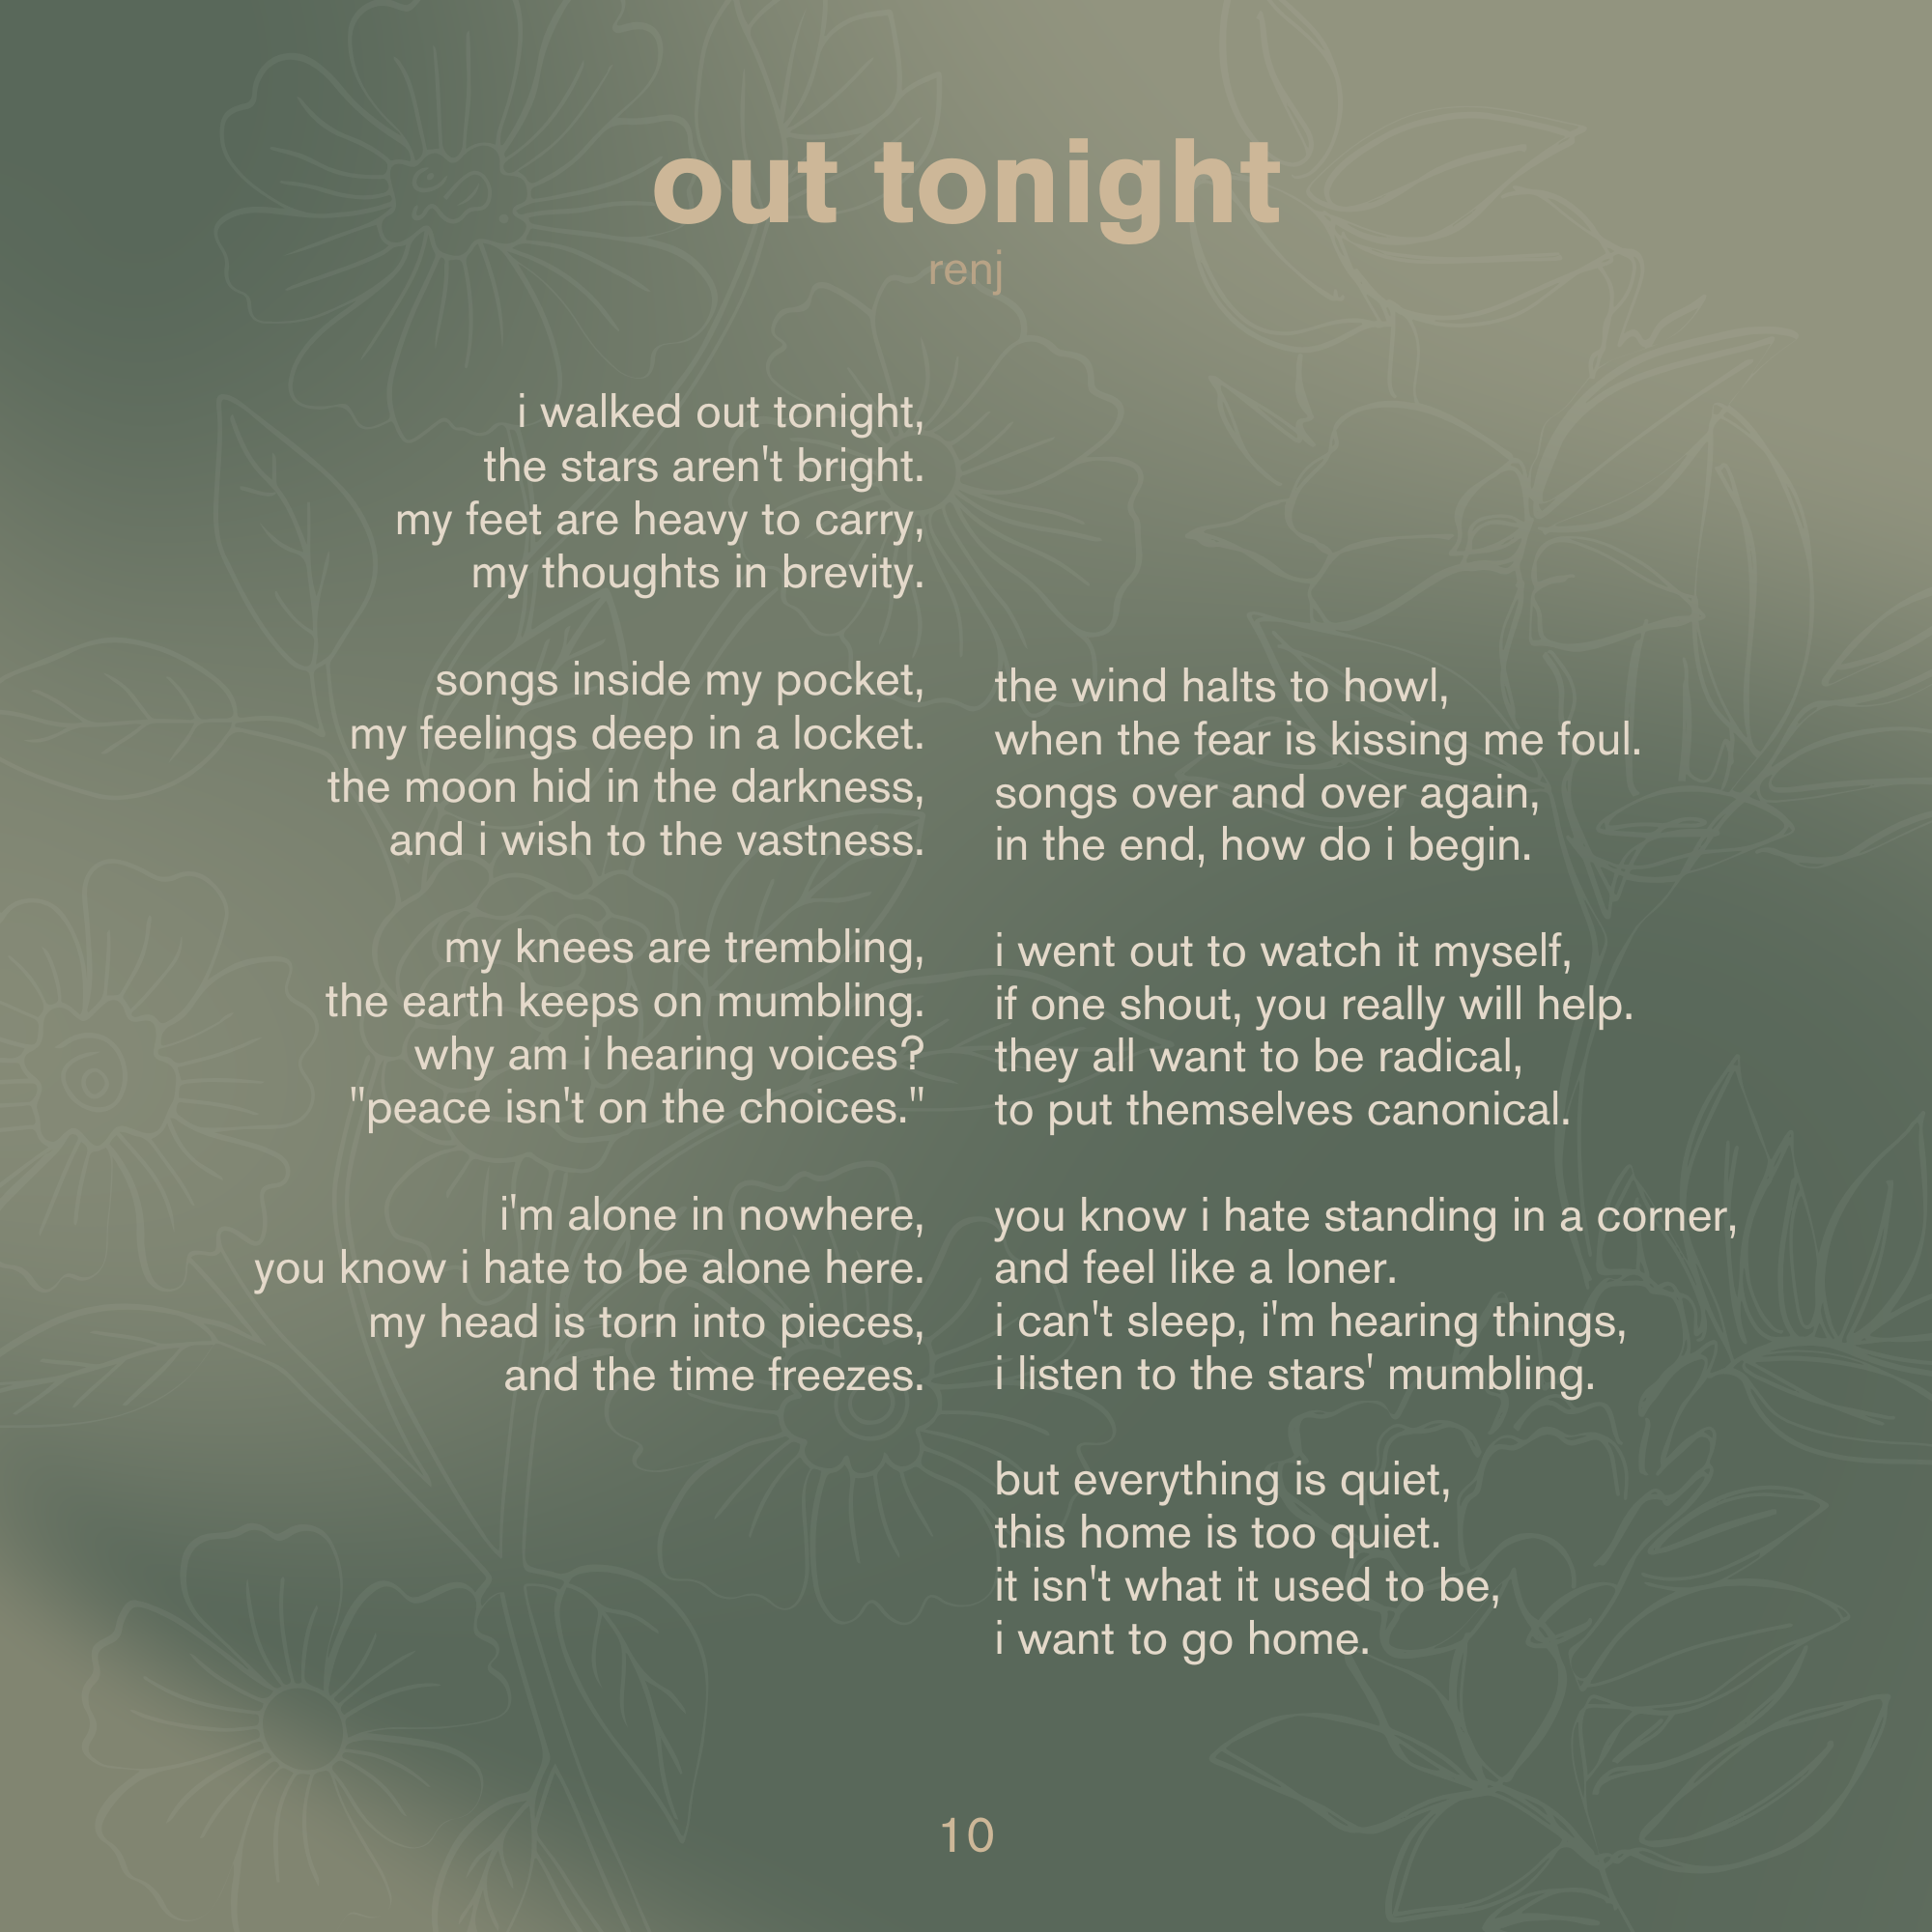 out tonight
renj
i walked out tonight,
the stars aren't bright.
my feet are heavy to carry,
my thoughts in brevity.
songs inside my pocket,
my feelings deep in a locket.
the moon hid in the darkness,
and i wish to the vastness.
my knees are trembling,
the earth keeps on mumbling.
why am i hearing voices?
"peace isn't on the choices."
i'm alone in nowhere,
you know i hate to be alone here.
my head is torn into pieces,
and the time freezes.
the wind halts to howl,
when the fear is kissing me foul.
songs over and over again,
in the end, how do i begin.
i went out to watch it myself,
if one shout, you really will help.
they all want to be radical,
to put themselves canonical.
you know i hate standing in a corner,
and feel like a loner.
i can't sleep, i'm hearing things,
i listen to the stars' mumbling.
but everything is quiet,
this home is too quiet.
it isn't what it used to be,
i want to go home.
10